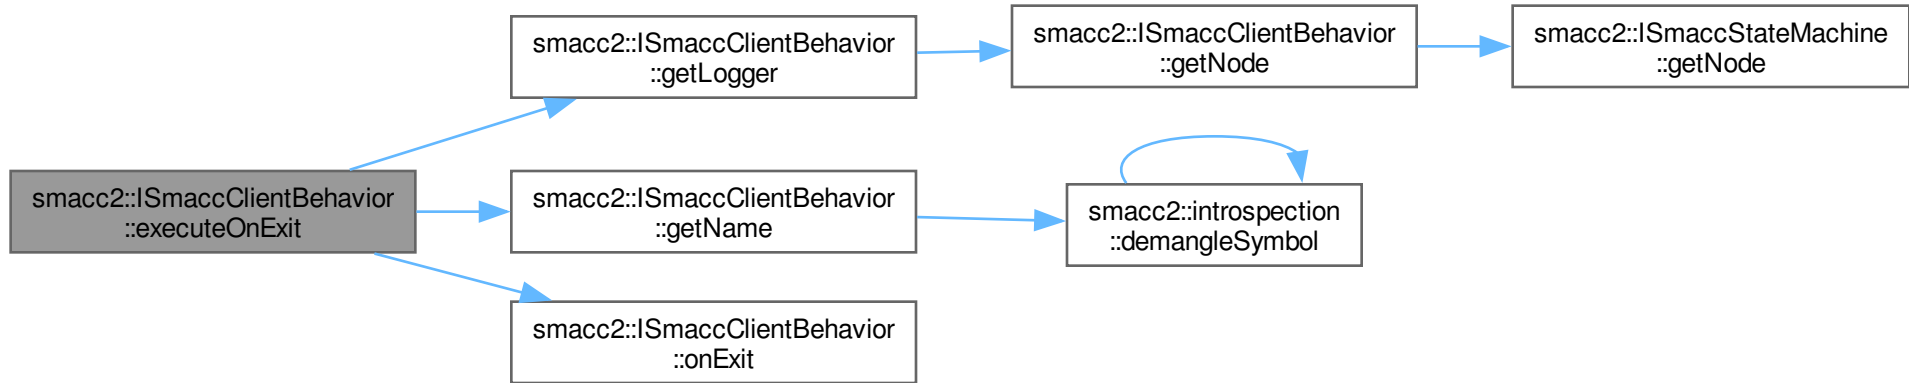 smacc2::ISmaccClientBehavior
::executeOnExit
smacc2::ISmaccClientBehavior
::getLogger
smacc2::ISmaccClientBehavior
::getNode
smacc2::ISmaccStateMachine
::getNode
smacc2::ISmaccClientBehavior
::getName
smacc2::introspection
::demangleSymbol
smacc2::ISmaccClientBehavior
::onExit